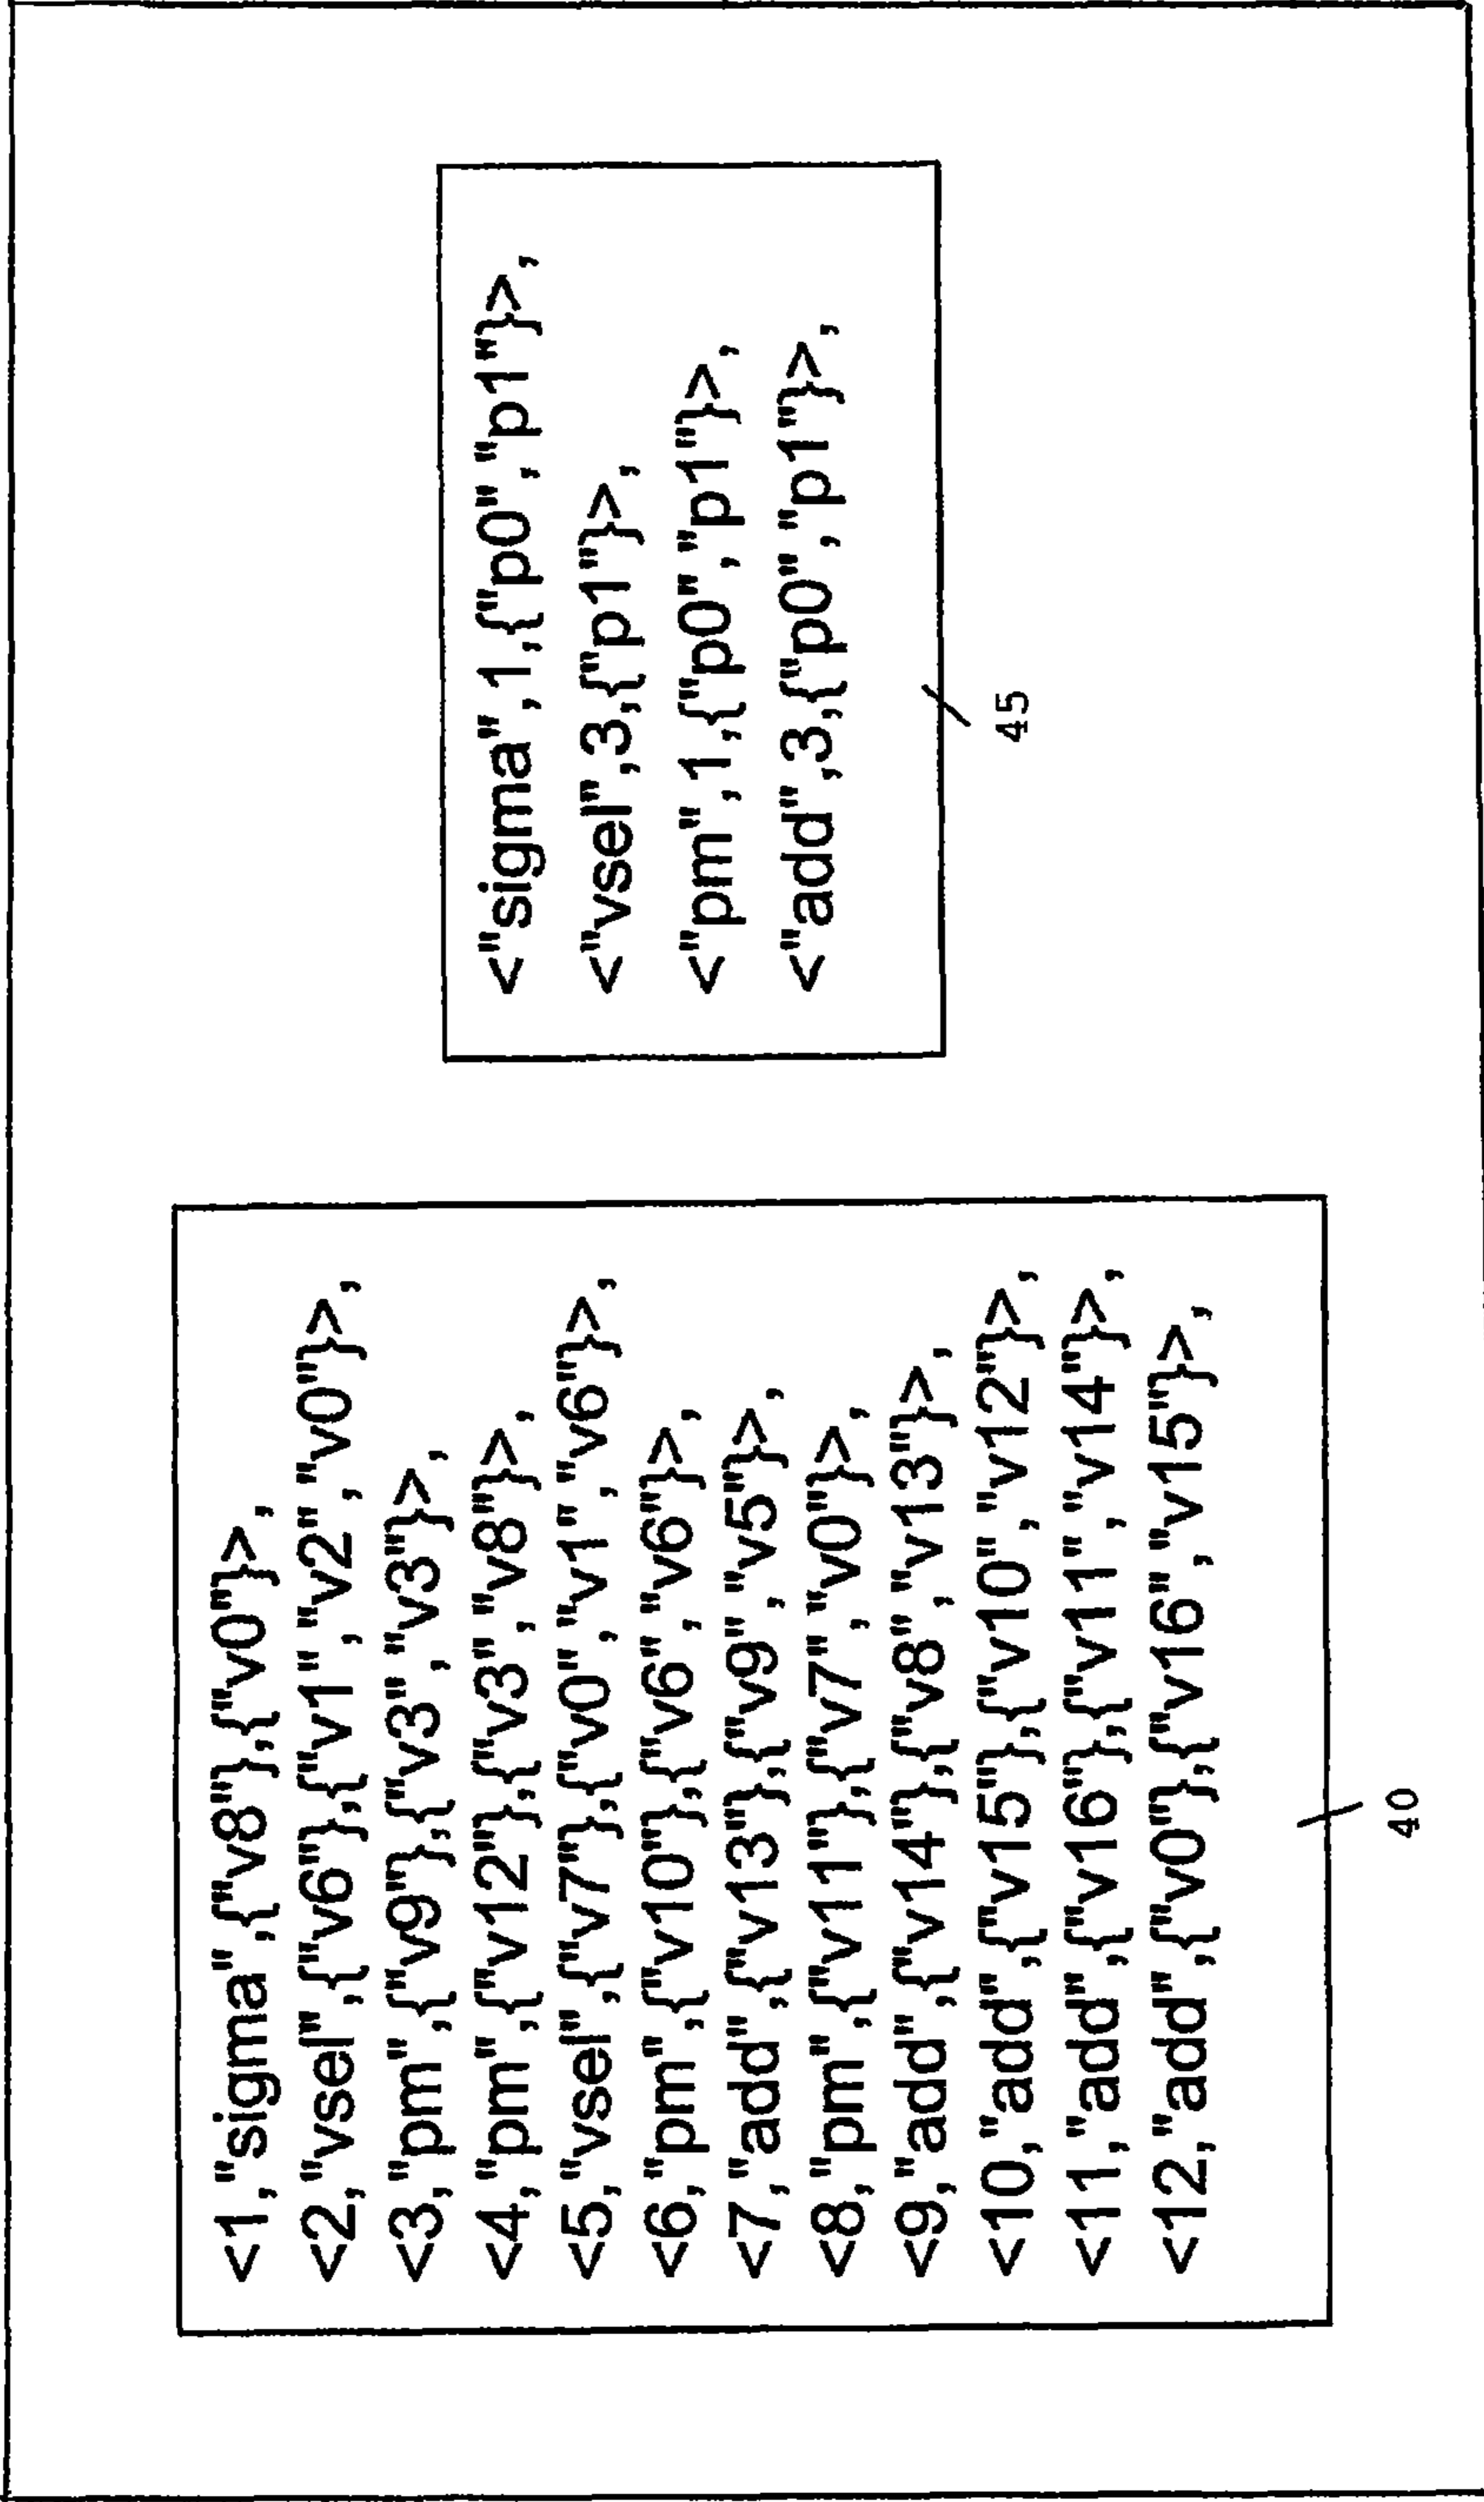 <1,"sigma",{"v8"},{"v0"}>,
<2,"vsel",{"v6"},{"v1","v2","v0"}>,
<3,"pm",{"v9"},{"v3","v3"}>,
<4,"pm",{"v12"},{"v3","v8"}>,
<5,"vsel",{"v7"},{"v0","v1","v6"}>,
<6,"pm",{"v10"},{"v6","v6"}>,
<7,"add",{"v13"},{"v9","v5"}>,
<8,"pm",{"v11"},{"v7","v0"}>,
<9,"add",{"v14"},{"v8","v13"}>,
<10,"add",{"v15"},{"v10","v12"}>,
<11,"add",{"v16"},{"v11","v14"}>,
<12,"add",{"v0"},{"v16","v15"}>,
40
<"sigma",1,{"p0","p1"}>,
<"vsel",3,{"p1"}>,
<"pm",1,{"p0","p1"}>,
<"add",3,{"p0","p1"}>,
45